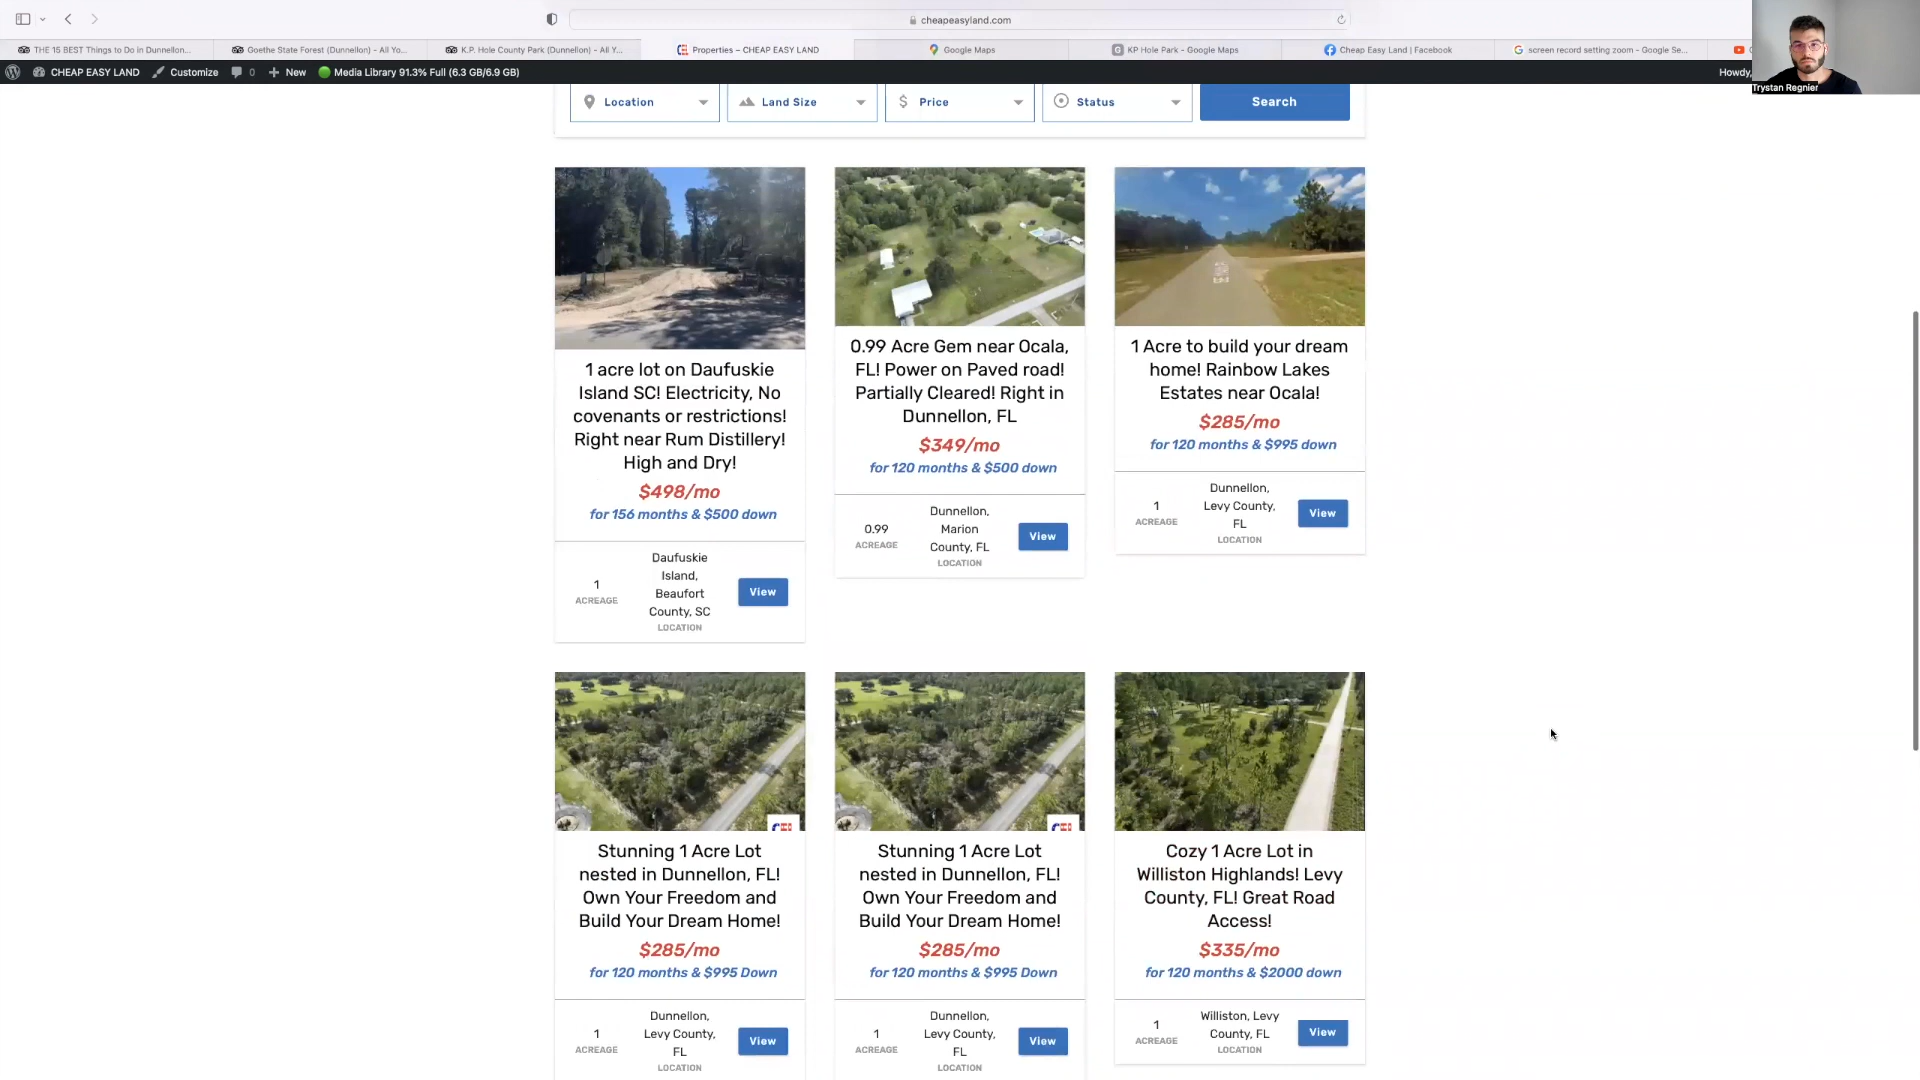 cheapeasyland.com
THE 15 BEST Things to Do in Dunnellon...
Goethe State Forest (Dunnellon) - All Yo...
K.P. Hole County Park (Dunnellon) - All Y...
Properties – CHEAP EASY LAND
Google Maps
KP Hole Park - Google Maps
Cheap Easy Land | Facebook
screen record setting zoom - Google Se...
CHEAP EASY LAND
Customize
0
New
Media Library 91.3% Full (6.3 GB/6.9 GB)
Howdy,
Trystan Regnier
Location
Land Size
Price
Status
Search
1 acre lot on Daufuskie
Island SC! Electricity, No
covenants or restrictions!
Right near Rum Distillery!
High and Dry!
$498/mo
for 156 months & $500 down
1
ACREAGE
Daufuskie
Island,
Beaufort
County, SC
LOCATION
View
0.99 Acre Gem near Ocala,
FL! Power on Paved road!
Partially Cleared! Right in
Dunnellon, FL
$349/mo
for 120 months & $500 down
0.99
ACREAGE
Dunnellon,
Marion
County, FL
LOCATION
View
1 Acre to build your dream
home! Rainbow Lakes
Estates near Ocala!
$285/mo
for 120 months & $995 down
1
ACREAGE
Dunnellon,
Levy County,
FL
LOCATION
View
Stunning 1 Acre Lot
nested in Dunnellon, FL!
Own Your Freedom and
Build Your Dream Home!
$285/mo
for 120 months & $995 Down
1
ACREAGE
Dunnellon,
Levy County,
FL
LOCATION
View
Stunning 1 Acre Lot
nested in Dunnellon, FL!
Own Your Freedom and
Build Your Dream Home!
$285/mo
for 120 months & $995 Down
1
ACREAGE
Dunnellon,
Levy County,
FL
LOCATION
View
Cozy 1 Acre Lot in
Williston Highlands! Levy
County, FL! Great Road
Access!
$335/mo
for 120 months & $2000 down
1
ACREAGE
Williston, Levy
County, FL
LOCATION
View